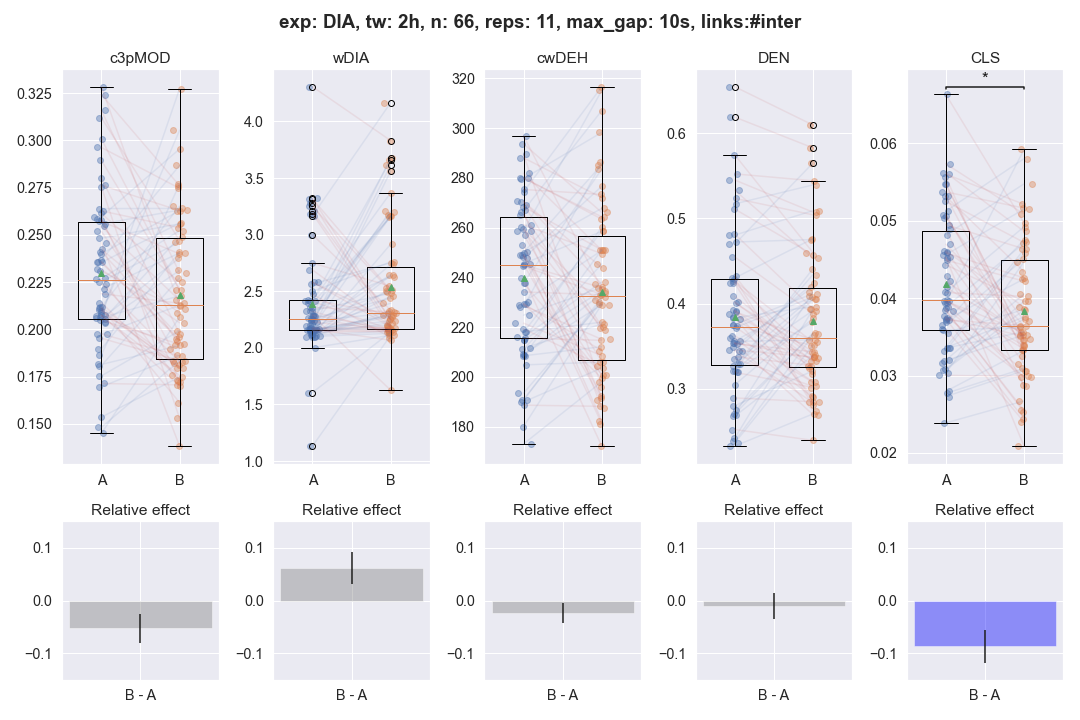 exp: DIA, tw: 2h, n: 66, reps: 11, max_gap: 10s, links:#inter
c3pMOD
wDIA
cwDEH
DEN
CLS
0.325
0.300
0.275
0.250
0.225
0.200
0.175
0.150
A
B
4.0
3.5
3.0
2.5
2.0
1.5
1.0
A
B
320
300
280
260
240
220
200
180
A
B
0.6
0.5
0.4
0.3
A
B
*
0.06
0.05
0.04
0.03
0.02
A
B
Relative effect
0.1
0.0
−0.1
B - A
Relative effect
0.1
0.0
−0.1
B - A
Relative effect
0.1
0.0
−0.1
B - A
Relative effect
0.1
0.0
−0.1
B - A
Relative effect
0.1
0.0
−0.1
B - A